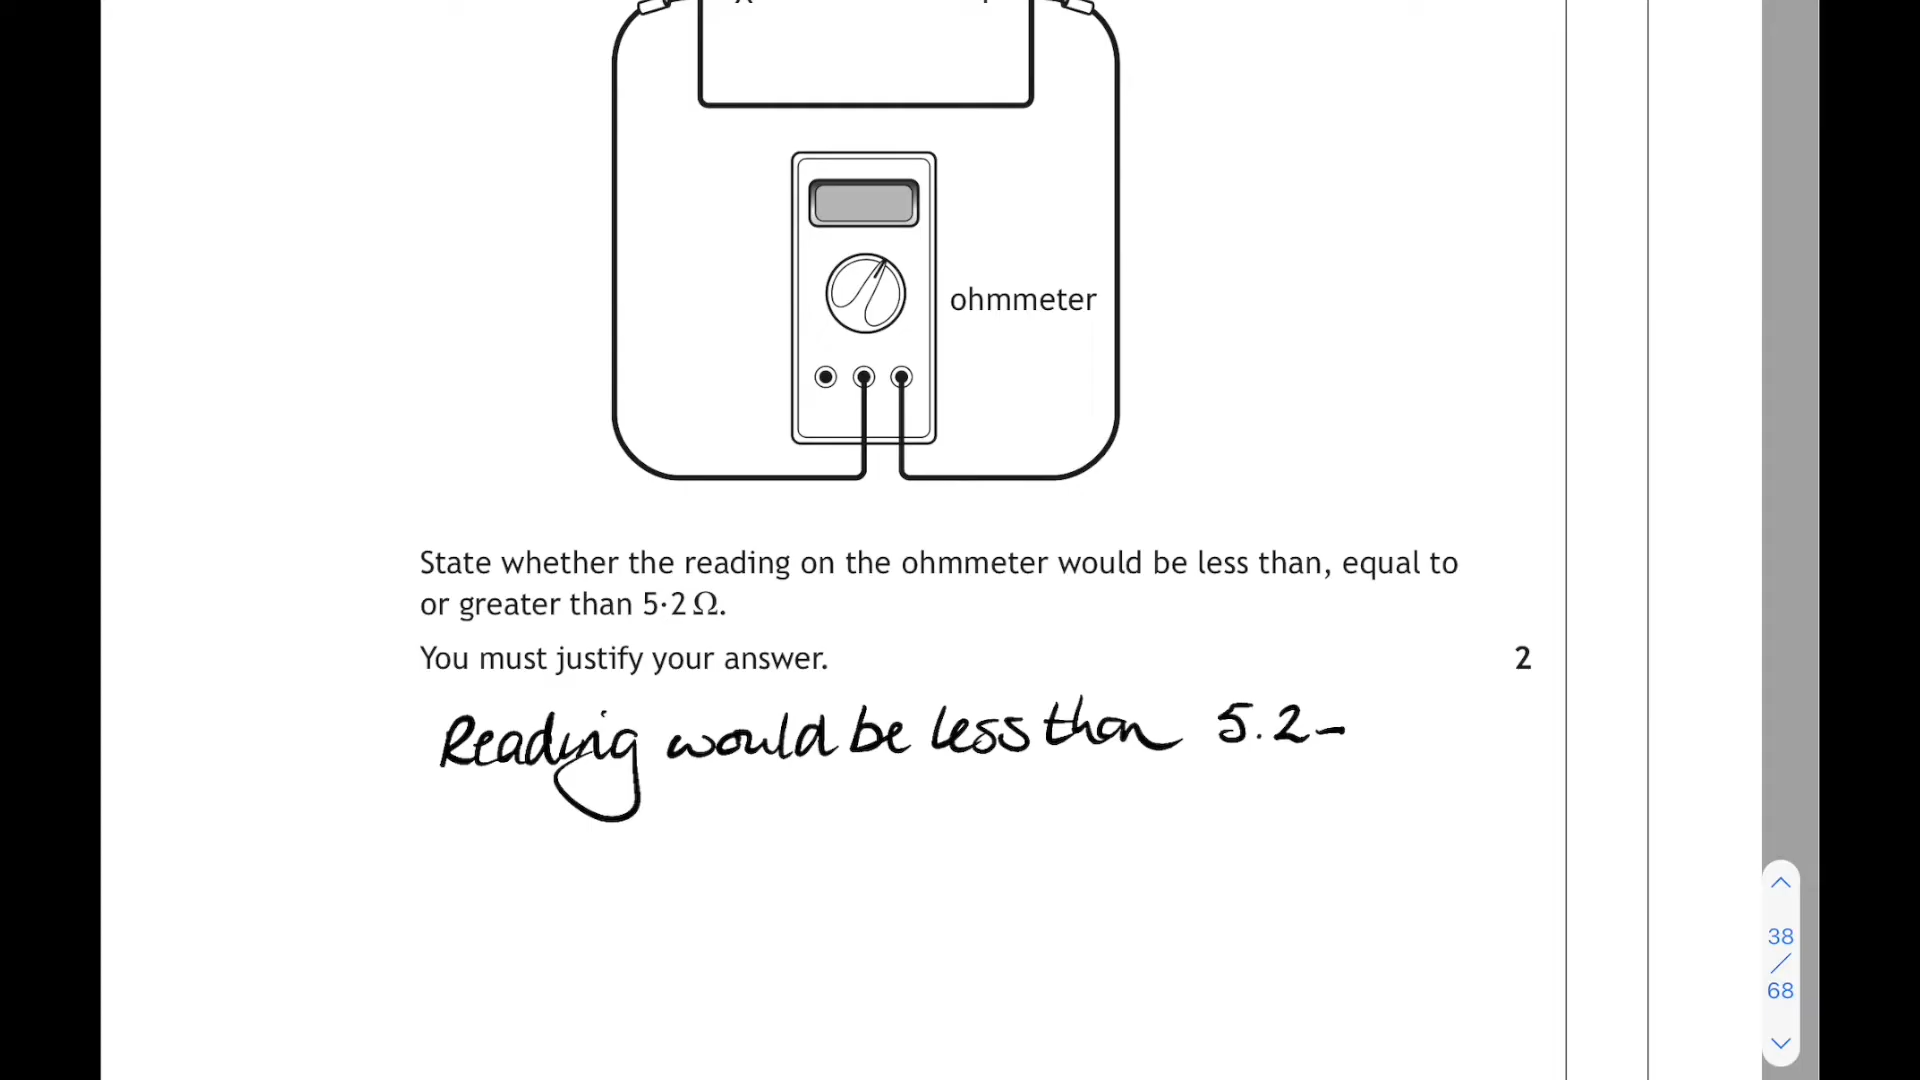 ohmmeter
State whether the reading on the ohmmeter would be less than, equal to
or greater than 5·2 Ω.
You must justify your answer.
2
Reading would be less than 5.2-
38
/
68